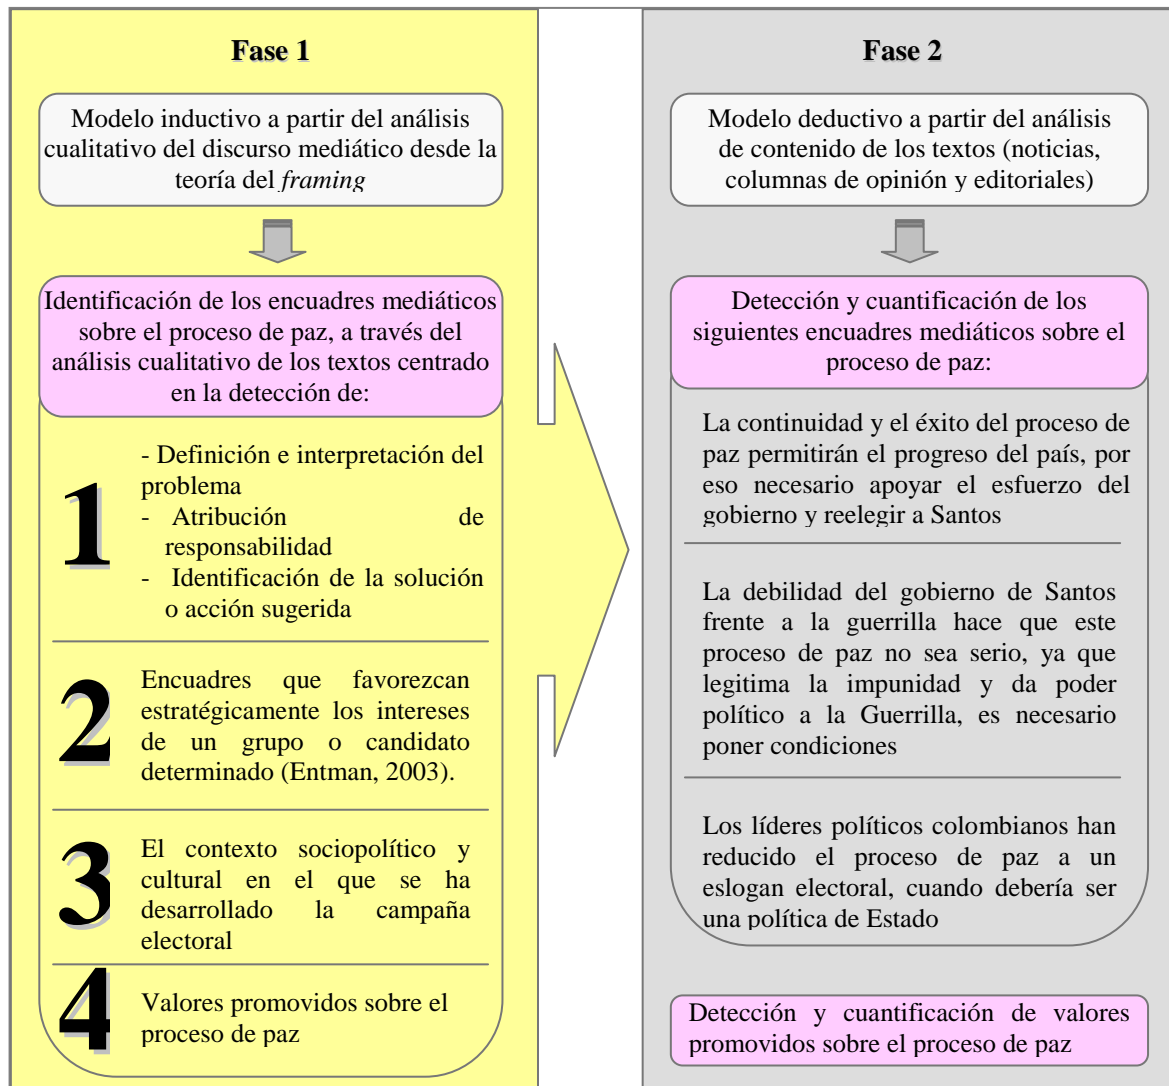 Fase 1
Modelo inductivo a partir del análisis
cualitativo del discurso mediático desde la
teoría del framing
Identificación de los encuadres mediáticos
sobre el proceso de paz, a través del
análisis cualitativo de los textos centrado
en la detección de:
1
- Definición e interpretación del
problema
- Atribución de
responsabilidad
- Identificación de la solución
o acción sugerida
2
Encuadres que favorezcan
estratégicamente los intereses
de un grupo o candidato
determinado (Entman, 2003).
3
El contexto sociopolítico y
cultural en el que se ha
desarrollado la campaña
electoral
4
Valores promovidos sobre el
proceso de paz
Fase 2
Modelo deductivo a partir del análisis
de contenido de los textos (noticias,
columnas de opinión y editoriales)
Detección y cuantificación de los
siguientes encuadres mediáticos sobre el
proceso de paz:
La continuidad y el éxito del proceso de
paz permitirán el progreso del país, por
eso necesario apoyar el esfuerzo del
gobierno y reelegir a Santos
La debilidad del gobierno de Santos
frente a la guerrilla hace que este
proceso de paz no sea serio, ya que
legitima la impunidad y da poder
político a la Guerrilla, es necesario
poner condiciones
Los líderes políticos colombianos han
reducido el proceso de paz a un
eslogan electoral, cuando debería ser
una política de Estado
Detección y cuantificación de valores
promovidos sobre el proceso de paz